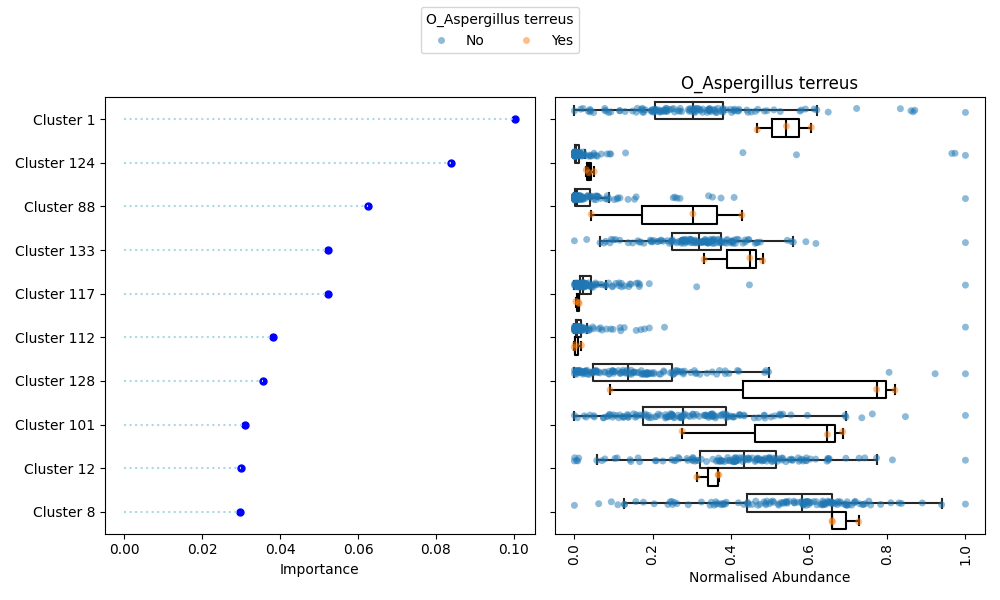 O_Aspergillus terreus
No Yes
O_Aspergillus terreus
Cluster 1
Cluster 124
Cluster 88
Cluster 133
Cluster 117
Cluster 112
Cluster 128
Cluster 101
Cluster 12
Cluster 8
0.00 0.02 0.04 0.06 0.08 0.10
Importance
0.0 0.2 0.4 0.6 0.8 1.0
Normalised Abundance